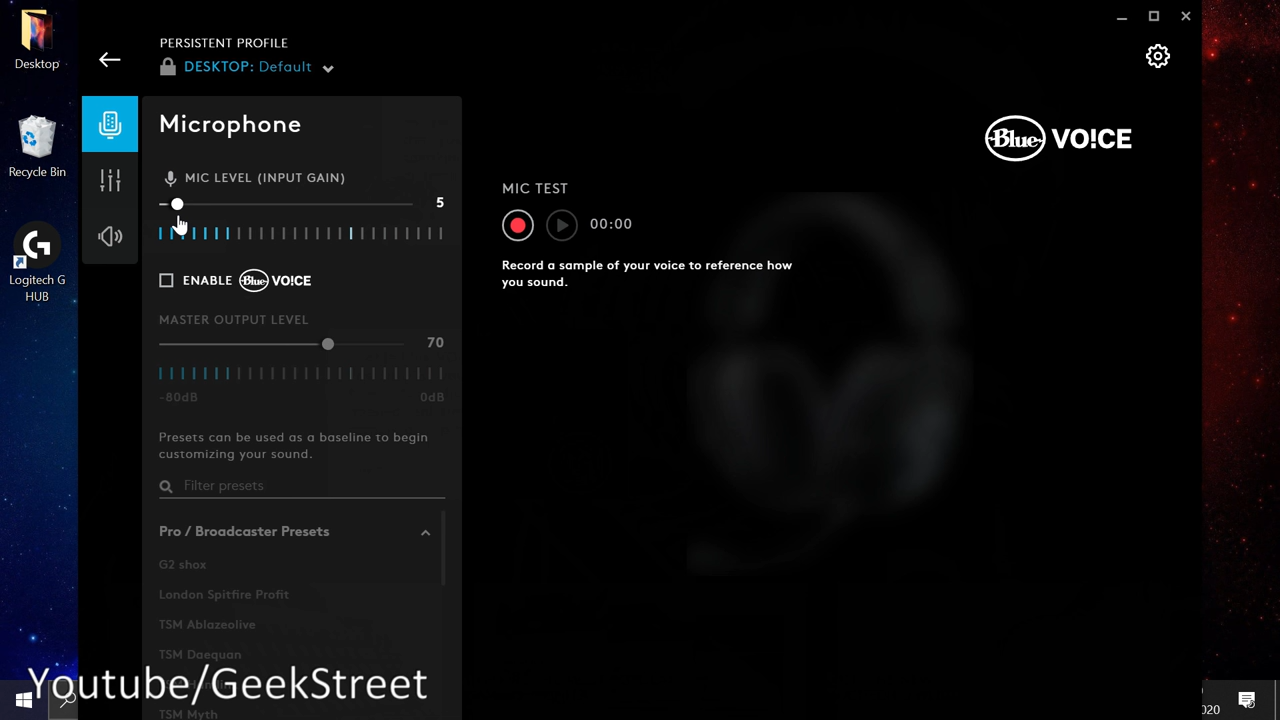 Desktop
Recycle Bin
Logitech G
HUB
PERSISTENT PROFILE
DESKTOP: Default
Microphone
MIC LEVEL (INPUT GAIN)
5
ENABLE Blue VO!CE
MASTER OUTPUT LEVEL
70
-80dB 0dB
Presets can be used as a baseline to begin
customizing your sound.
Filter presets
Pro / Broadcaster Presets
G2 shox
London Spitfire Profit
TSM Ablazeolive
TSM Daequan
TSM Myth
Blue VO!CE
MIC TEST
00:00
Record a sample of your voice to reference how
you sound.
Youtube/GeekStreet